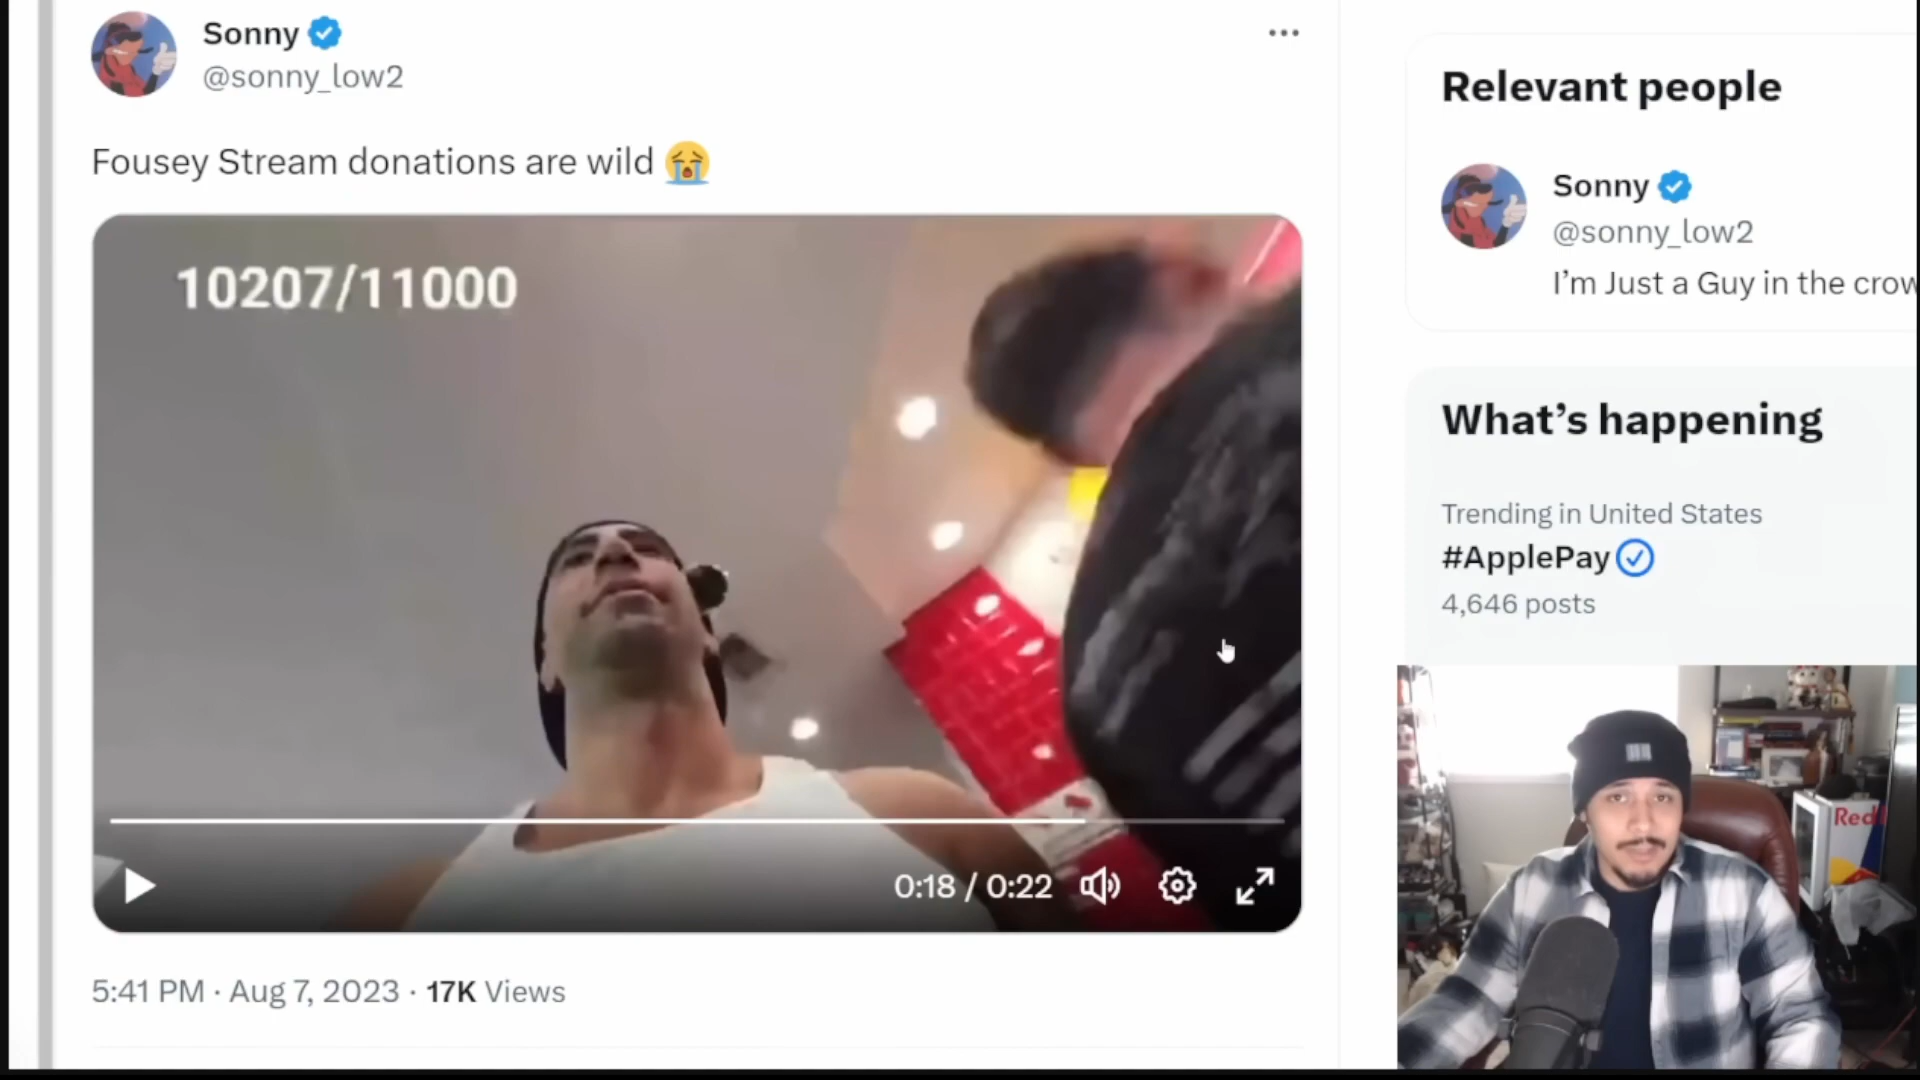 Sonny
@sonny_low2
Fousey Stream donations are wild 😭
10207/11000
0:18 / 0:22
5:41 PM · Aug 7, 2023 · 17K Views
Relevant people
Sonny
@sonny_low2
I’m Just a Guy in the crow
What’s happening
Trending in United States
#ApplePay
4,646 posts
Red